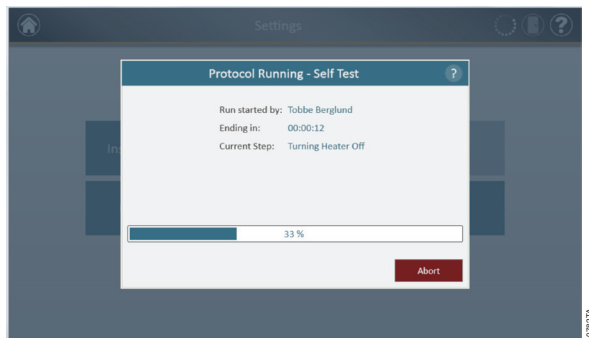 Settings
?
Protocol Running - Self Test
?
Run started by: Tobbe Berglund
Ending in: 00:00:12
Current Step: Turning Heater Off
In
33 %
Abort